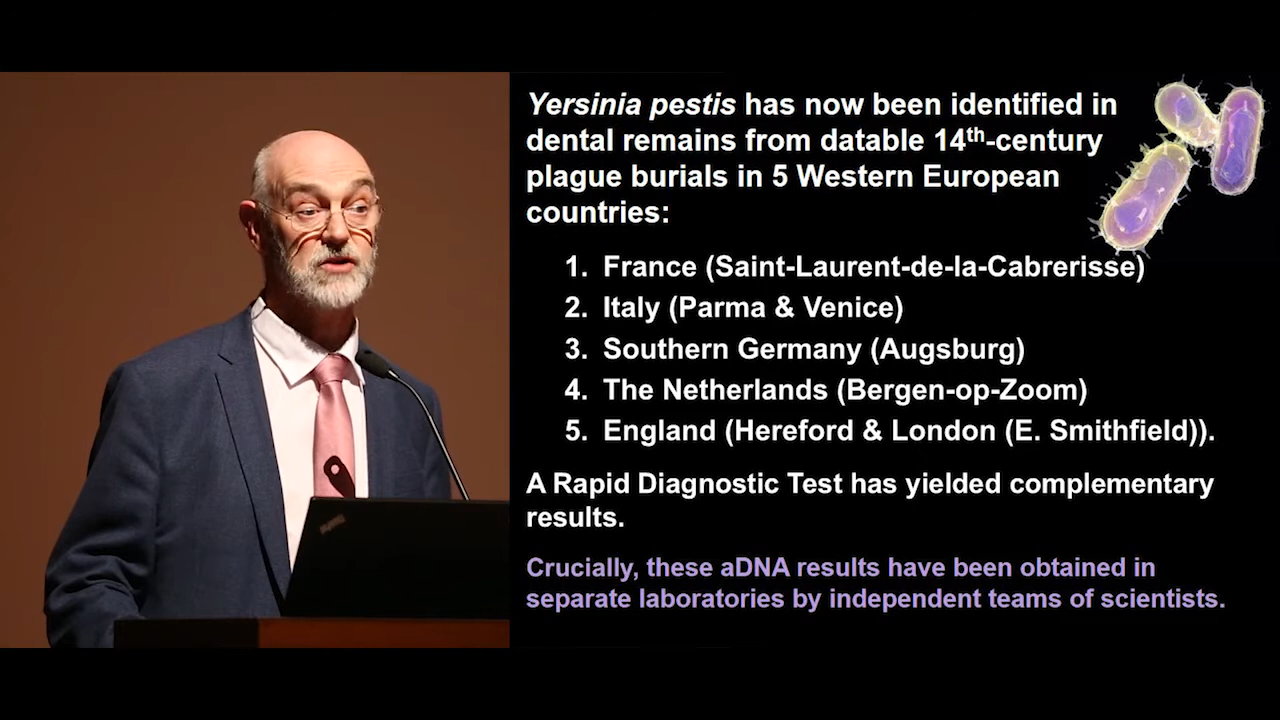 Yersinia pestis has now been identified in
dental remains from datable 14th-century
plague burials in 5 Western European
countries:
1. France (Saint-Laurent-de-la-Cabrerisse)
2. Italy (Parma & Venice)
3. Southern Germany (Augsburg)
4. The Netherlands (Bergen-op-Zoom)
5. England (Hereford & London (E. Smithfield)).
A Rapid Diagnostic Test has yielded complementary
results.
Crucially, these aDNA results have been obtained in
separate laboratories by independent teams of scientists.